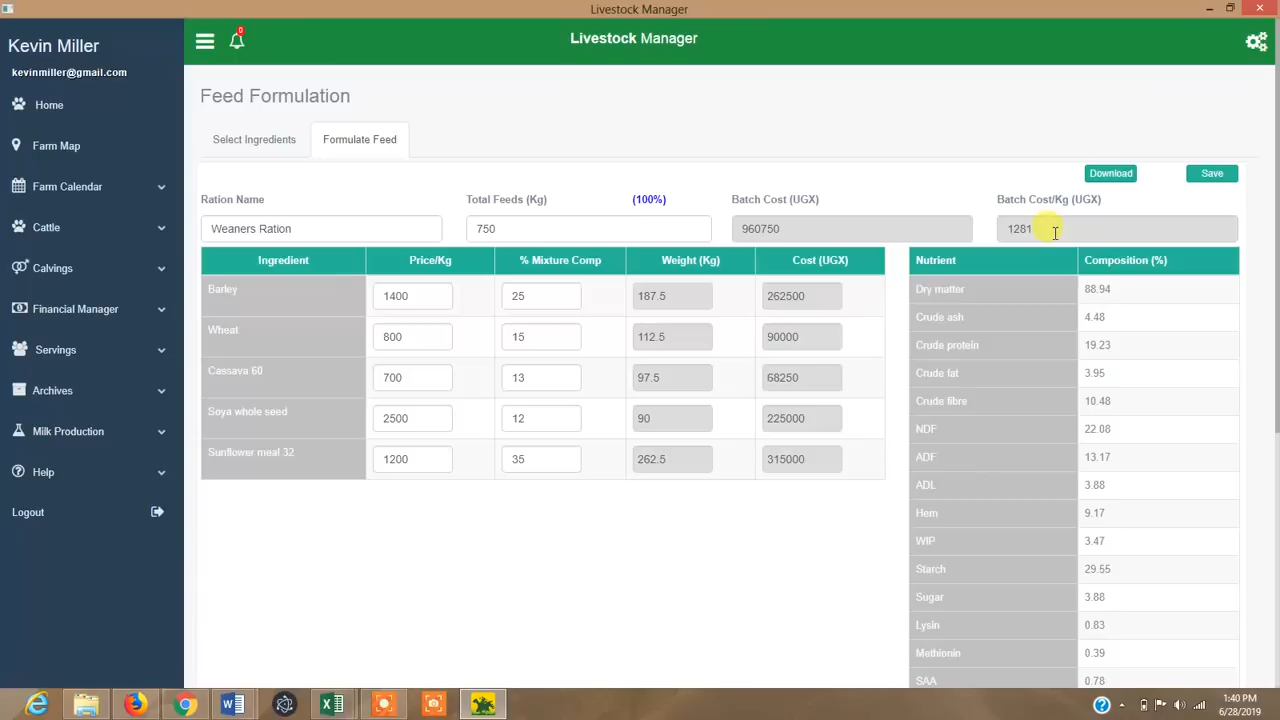 Livestock Manager
Kevin Miller
kevinmiller@gmail.com
Home
Farm Map
Farm Calendar
Cattle
Calvings
Financial Manager
Servings
Archives
Milk Production
Help
Logout
0
Livestock Manager
Feed Formulation
Select Ingredients
Formulate Feed
Download
Save
Ration Name
Total Feeds (Kg) (100%)
Batch Cost (UGX)
Batch Cost/Kg (UGX)
Weaners Ration
750
960750
1281
Ingredient Price/Kg % Mixture Comp Weight (Kg) Cost (UGX)
Barley 1400 25 187.5 262500
Wheat 800 15 112.5 90000
Cassava 60 700 13 97.5 68250
Soya whole seed 2500 12 90 225000
Sunflower meal 32 1200 35 262.5 315000
Nutrient Composition (%)
Dry matter 88.94
Crude ash 4.48
Crude protein 19.23
Crude fat 3.95
Crude fibre 10.48
NDF 22.08
ADF 13.17
ADL 3.88
Hem 9.17
WIP 3.47
Starch 29.55
Sugar 3.88
Lysin 0.83
Methionin 0.39
SAA 0.78
1:40 PM
6/28/2019